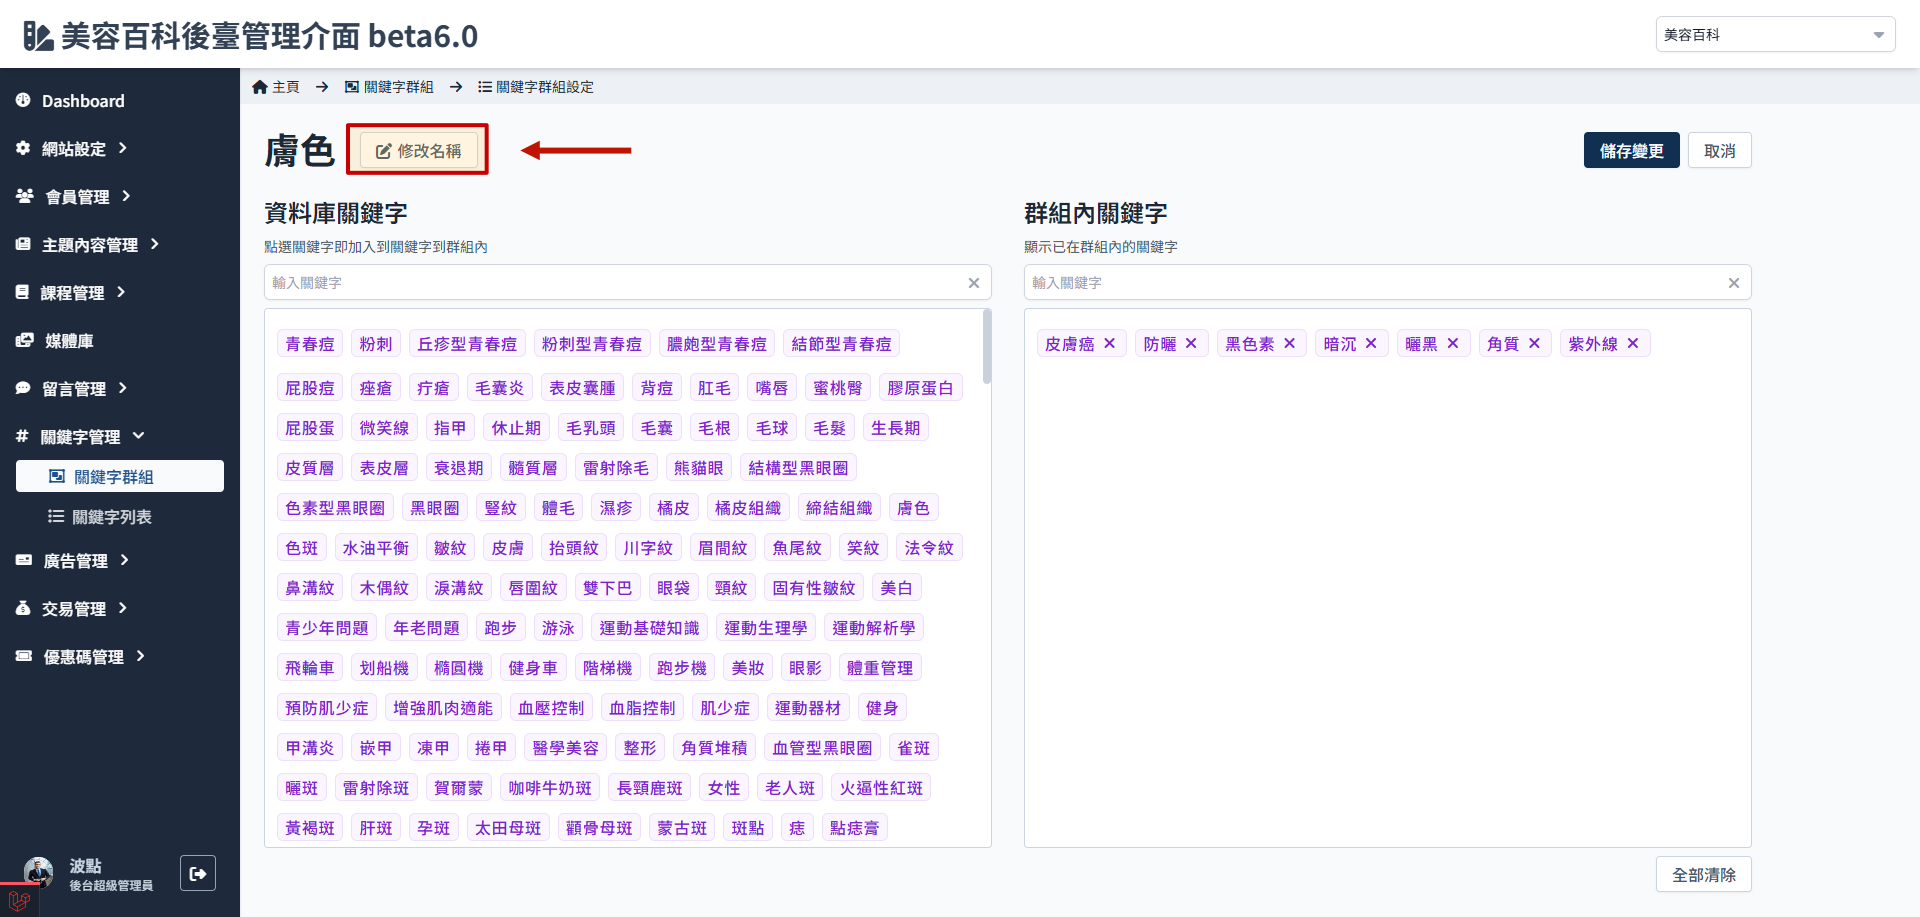 美容百科後臺管理介面 beta6.0
美容百科
Dashboard
網站設定
會員管理
主題內容管理
課程管理
媒體庫
留言管理
關鍵字管理
關鍵字群組
關鍵字列表
廣告管理
交易管理
優惠碼管理
波點
後台超級管理員
主頁 → 關鍵字群組 → 關鍵字群組設定
膚色 修改名稱
儲存變更 取消
資料庫關鍵字
點選關鍵字即加入到關鍵字到群組內
輸入關鍵字
青春痘 粉刺 丘疹型青春痘 粉刺型青春痘 膿皰型青春痘 結節型青春痘
屁股痘 痤瘡 疔瘡 毛囊炎 表皮囊腫 背痘 肛毛 嘴唇 蜜桃臀 膠原蛋白
屁股蛋 微笑線 指甲 休止期 毛乳頭 毛囊 毛根 毛球 毛髮 生長期
皮質層 表皮層 衰退期 髓質層 雷射除毛 熊貓眼 結構型黑眼圈
色素型黑眼圈 黑眼圈 豎紋 體毛 濕疹 橘皮 橘皮組織 締結組織 膚色
色斑 水油平衡 皺紋 皮膚 抬頭紋 川字紋 眉間紋 魚尾紋 笑紋 法令紋
鼻溝紋 木偶紋 淚溝紋 唇圍紋 雙下巴 眼袋 頸紋 固有性皺紋 美白
青少年問題 年老問題 跑步 游泳 運動基礎知識 運動生理學 運動解析學
飛輪車 划船機 橢圓機 健身車 階梯機 跑步機 美妝 眼影 體重管理
預防肌少症 增強肌肉適能 血壓控制 血脂控制 肌少症 運動器材 健身
甲溝炎 嵌甲 凍甲 捲甲 醫學美容 整形 角質堆積 血管型黑眼圈 雀斑
曬斑 雷射除斑 賀爾蒙 咖啡牛奶斑 長頸鹿斑 女性 老人斑 火逼性紅斑
黃褐斑 肝斑 孕斑 太田母斑 顴骨母斑 蒙古斑 斑點 痣 點痣膏
群組內關鍵字
顯示已在群組內的關鍵字
輸入關鍵字
皮膚癌 防曬 黑色素 暗沉 曬黑 角質 紫外線
全部清除